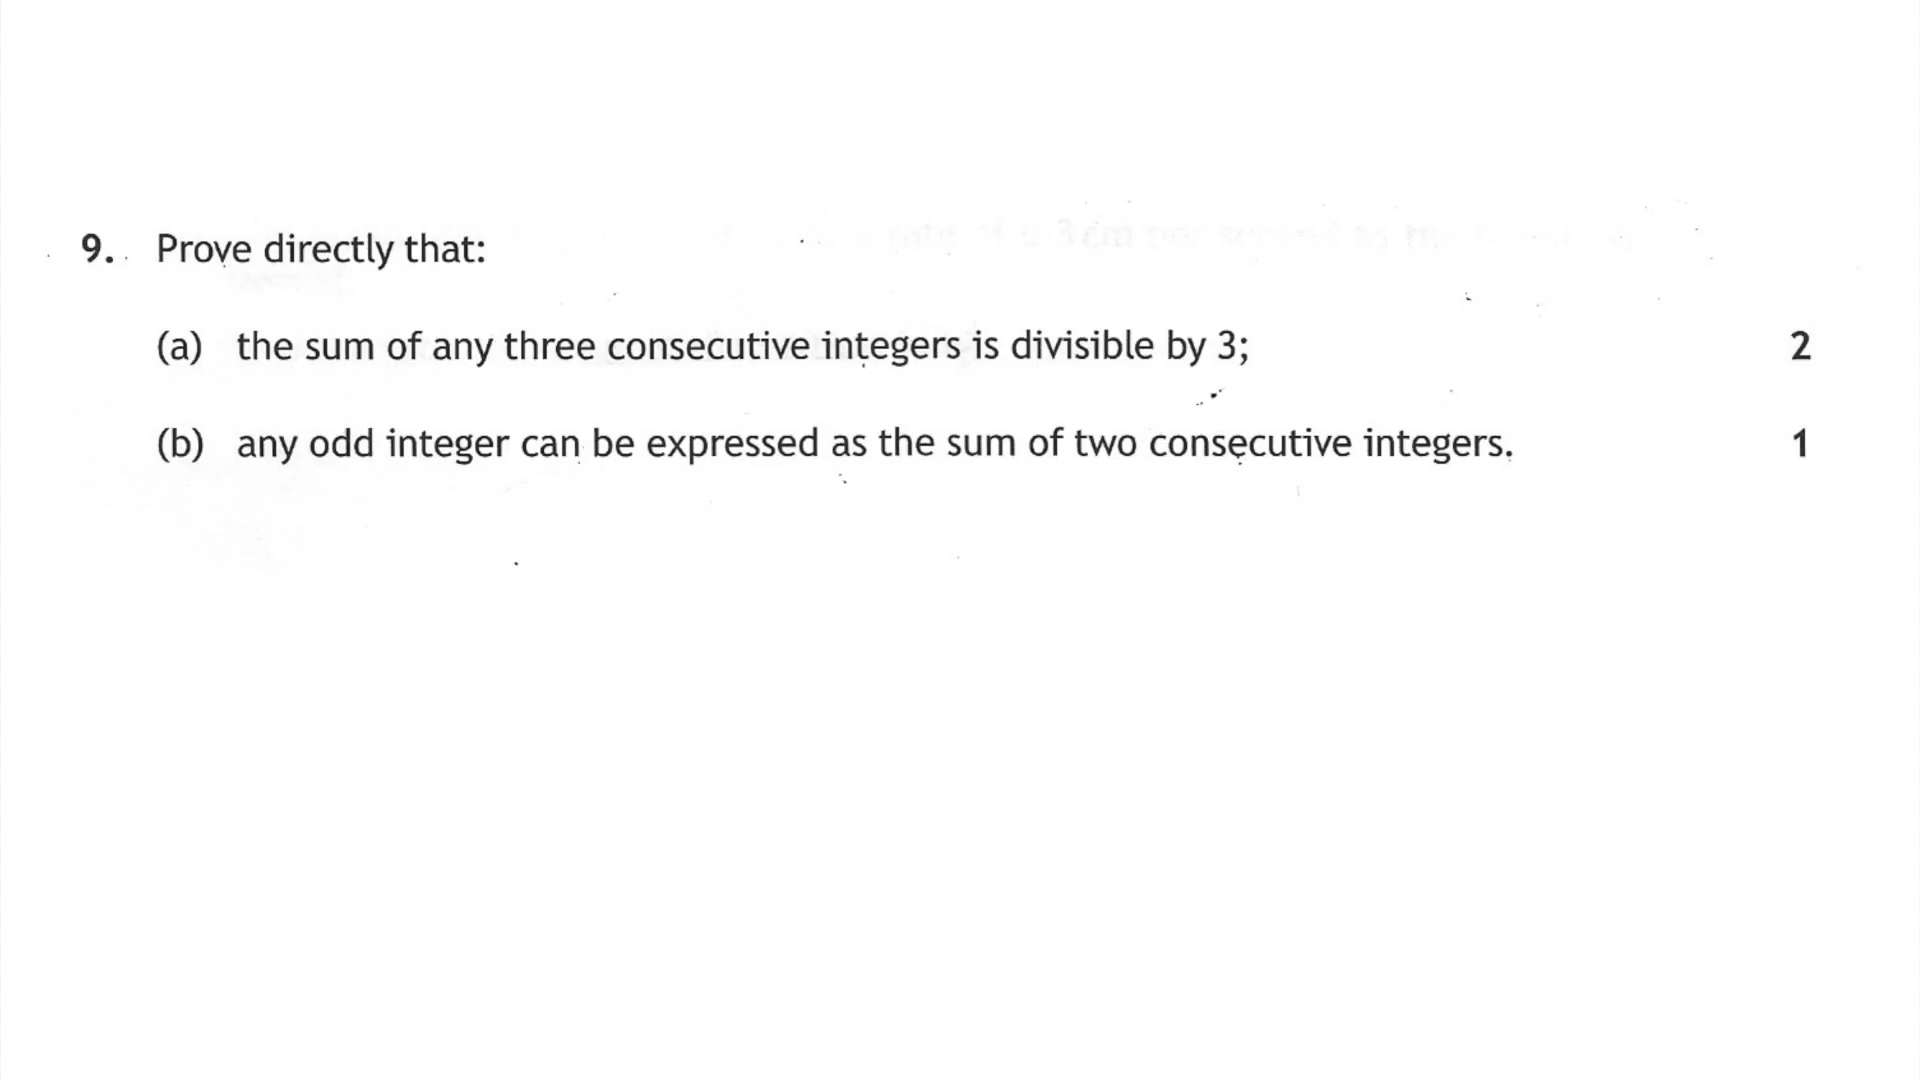 9. Prove directly that:
(a) the sum of any three consecutive integers is divisible by 3; 2
(b) any odd integer can be expressed as the sum of two consecutive integers. 1